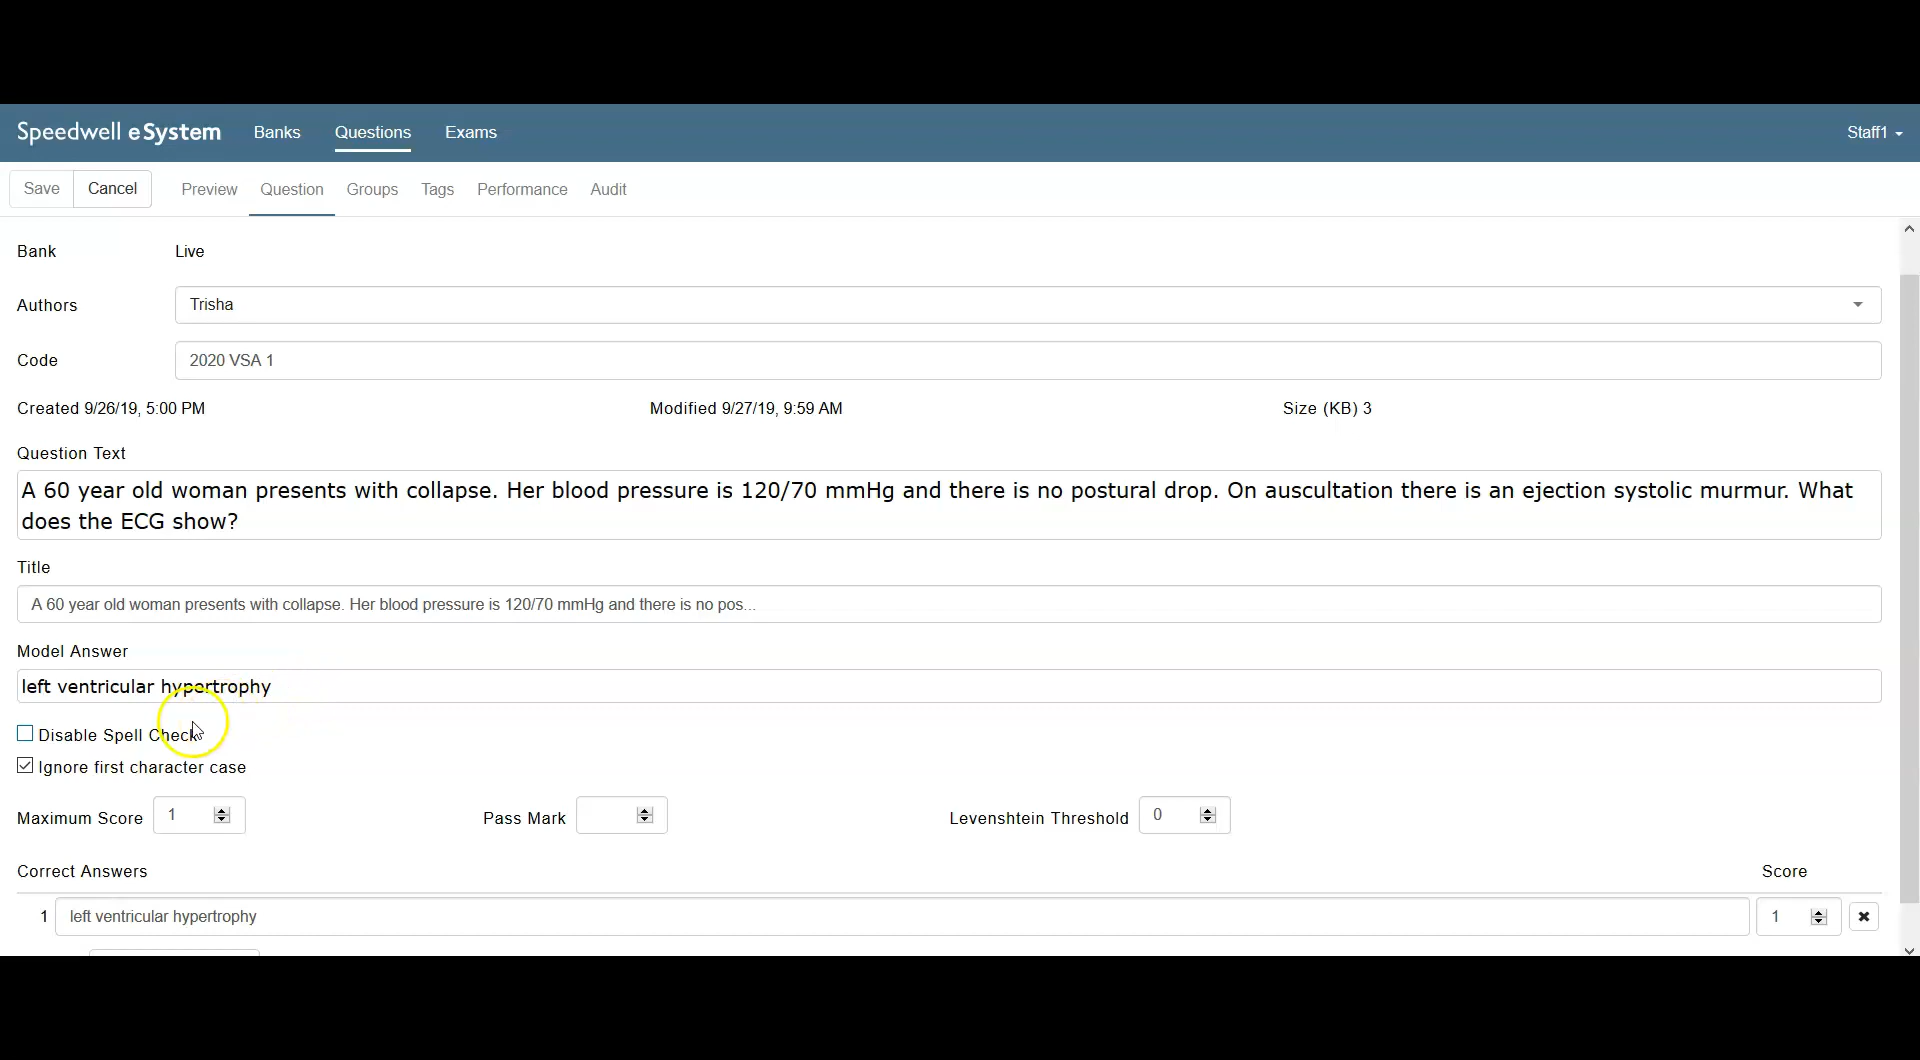 Speedwell eSystem Banks Questions Exams Staff1
Save Cancel Preview Question Groups Tags Performance Audit
Bank Live
Authors Trisha
Code 2020 VSA 1
Created 9/26/19, 5:00 PM Modified 9/27/19, 9:59 AM Size (KB) 3
Question Text
A 60 year old woman presents with collapse. Her blood pressure is 120/70 mmHg and there is no postural drop. On auscultation there is an ejection systolic murmur. What
does the ECG show?
Title
A 60 year old woman presents with collapse. Her blood pressure is 120/70 mmHg and there is no pos...
Model Answer
left ventricular hypertrophy
Disable Spell Check
Ignore first character case
Maximum Score 1 Pass Mark Levenshtein Threshold 0
Correct Answers Score
1 left ventricular hypertrophy 1